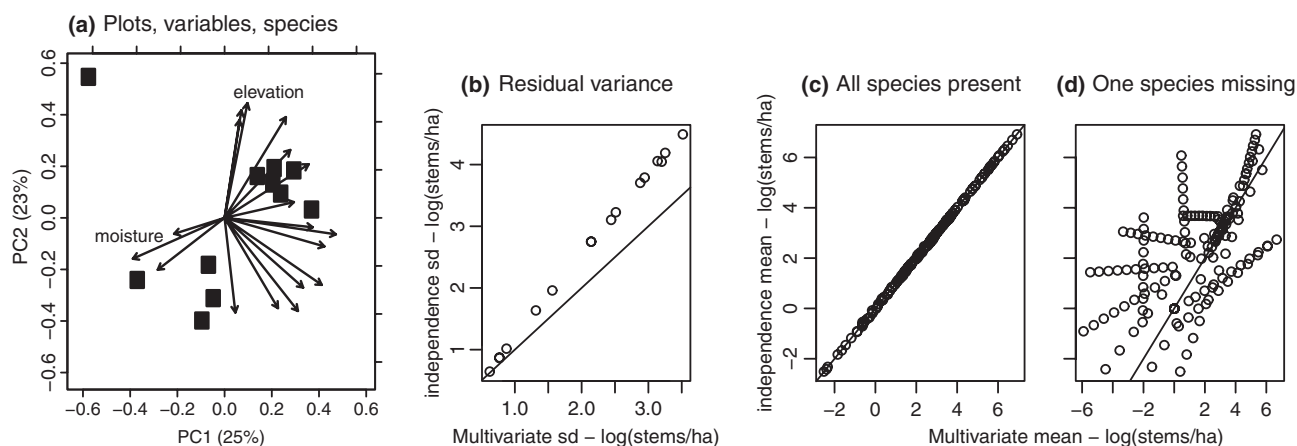 (a) Plots, variables, species
0.6
0.4
0.2
0.0
−0.2
−0.4
−0.6
PC2 (23%)
elevation
moisture
−0.6 −0.2 0.0 0.2 0.4 0.6
PC1 (25%)
(b) Residual variance
independence sd − log(stems/ha)
4
3
2
1
1.0 2.0 3.0
Multivariate sd − log(stems/ha)
(c) All species present
independence mean − log(stems/ha)
6
4
2
0
−2
−2 0 2 4 6
(d) One species missing
−6 −2 2 4 6
Multivariate mean − log(stems/ha)